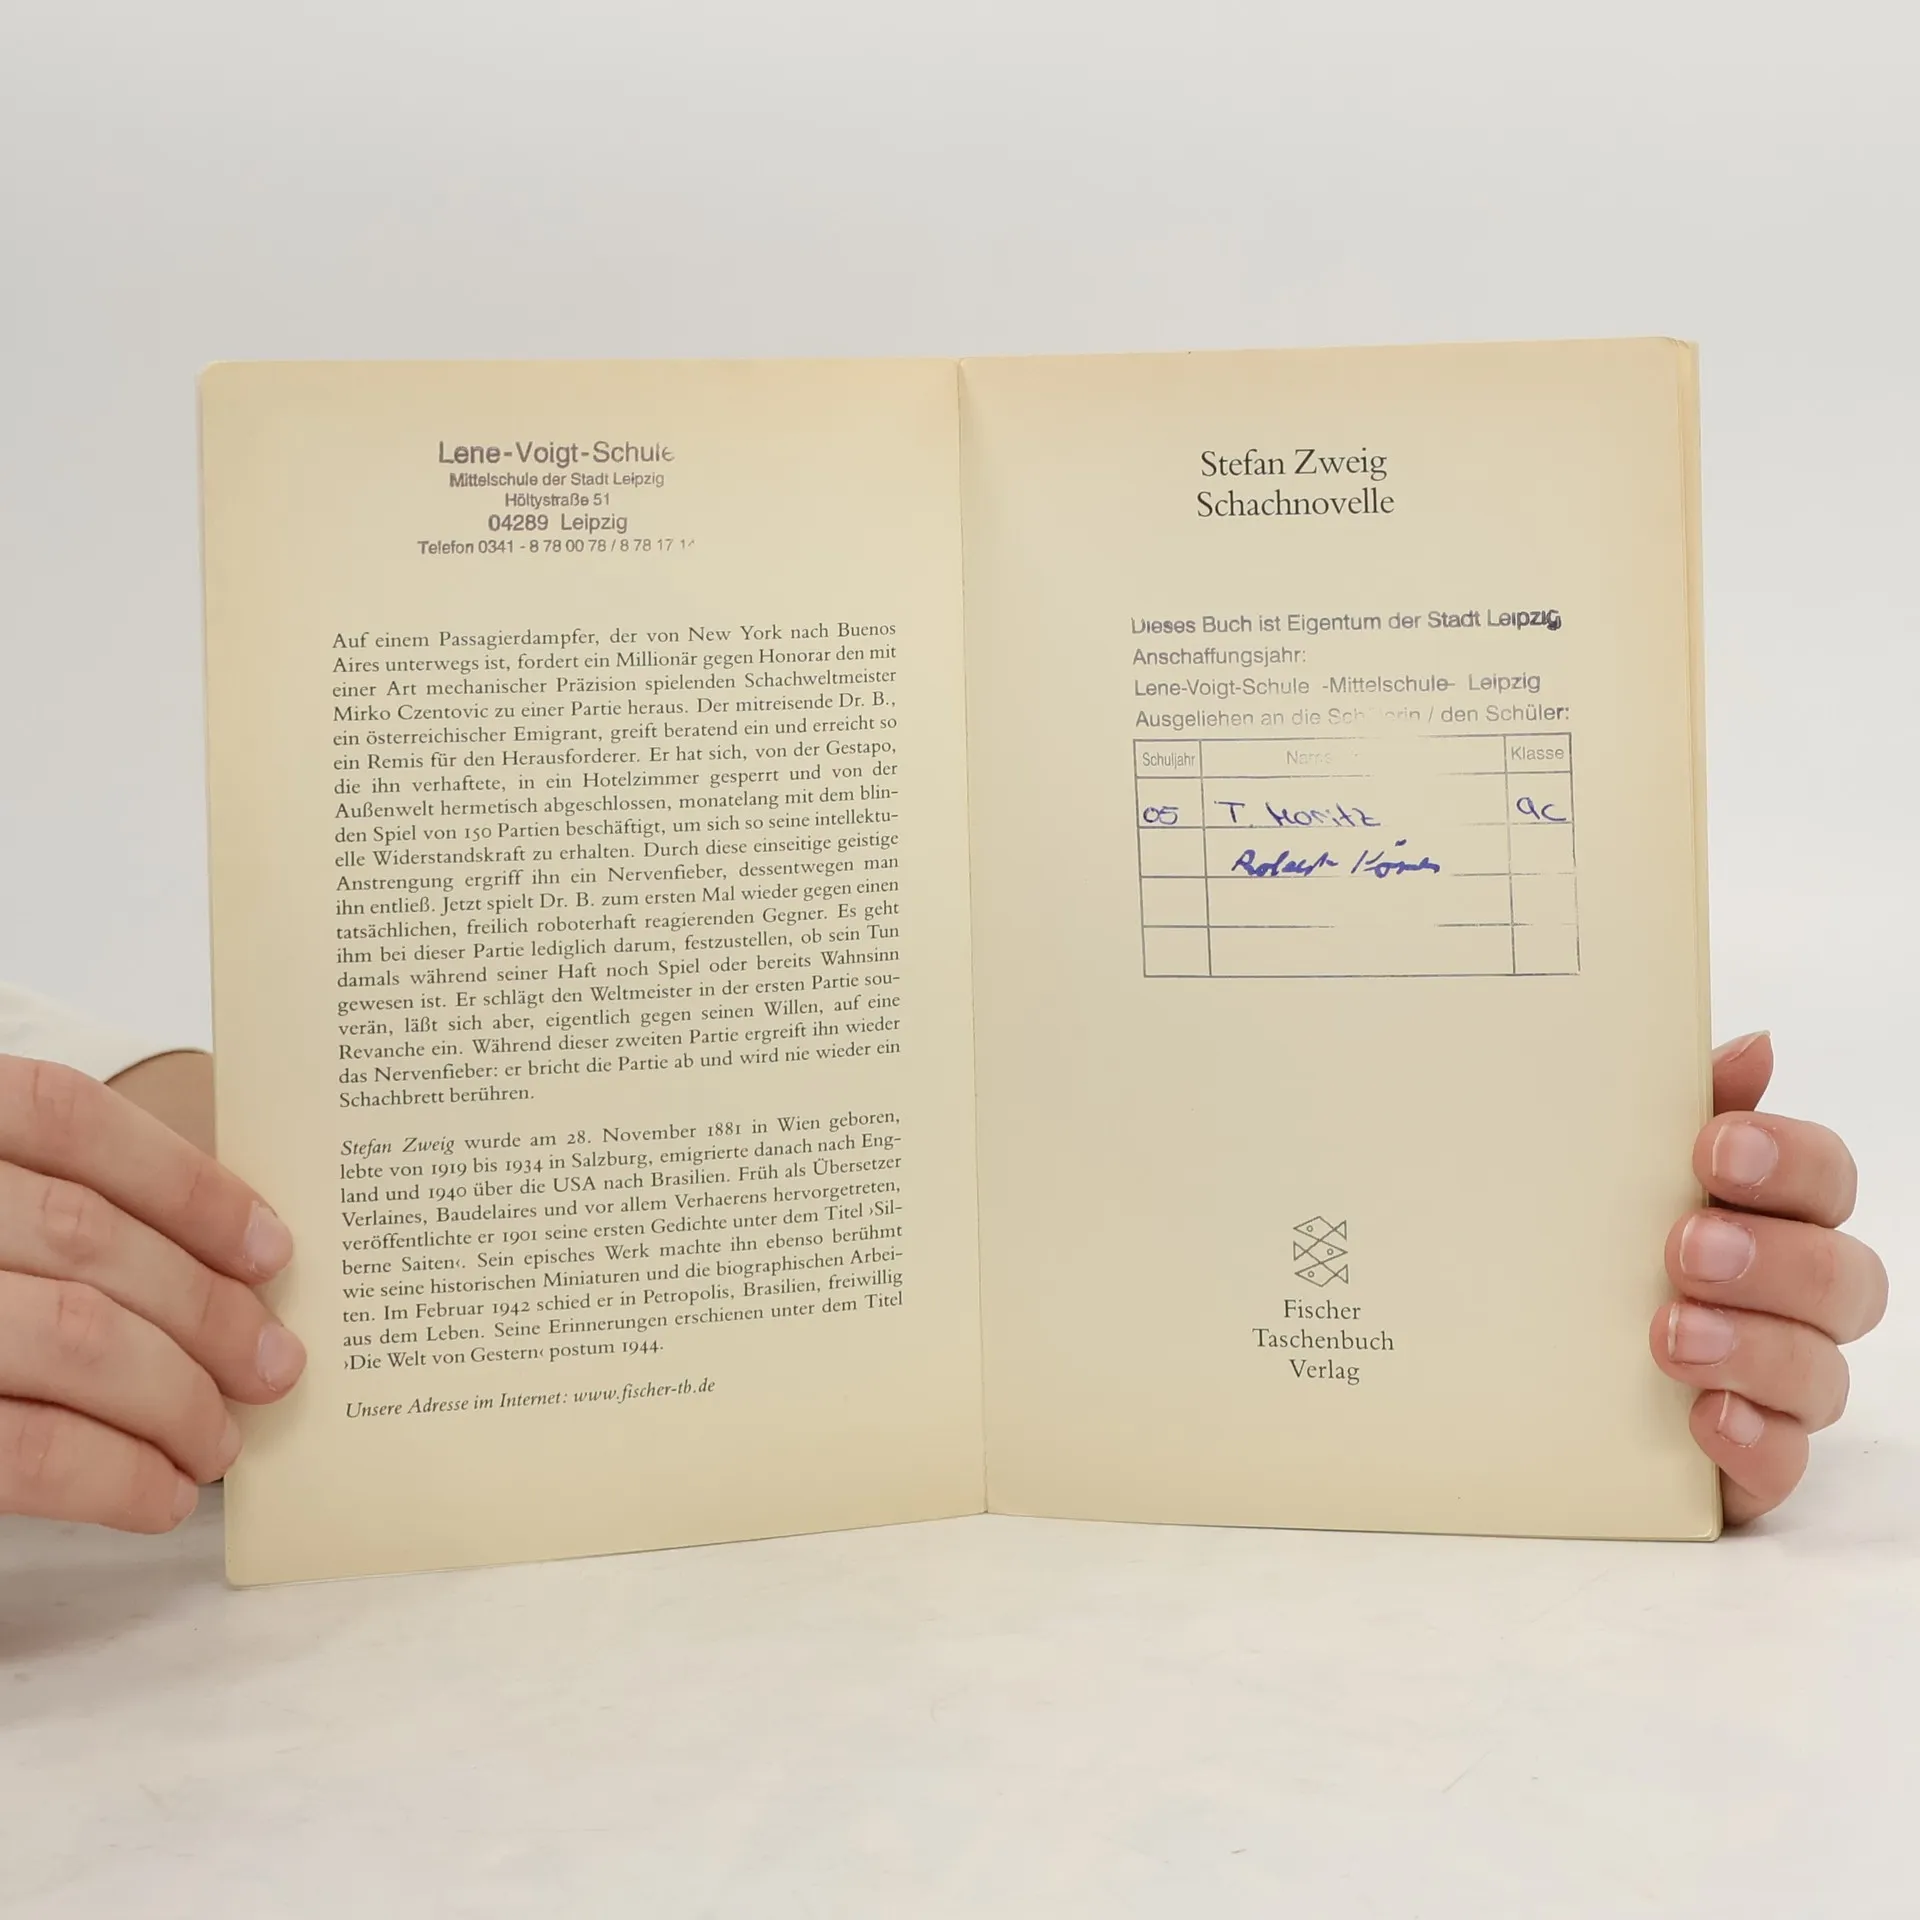 Lene-Voigt-Schule
Mittelschule der Stadt Leipzig
Höltystraße 51
04289 Leipzig
Telefon 0341 - 8 78 00 78 / 8 78 17
Auf einem Passagierdampfer, der von New York nach Buenos
Aires unterwegs ist, fordert ein Millionär gegen Honorar den mit
einer Art mechanischer Präzision spielenden Schachweltmeister
Mirko Czentovic zu einer Partie heraus. Der mitreisende Dr. B.,
ein österreichischer Emigrant, greift beratend ein und erreicht so
ein Remis für den Herausforderer. Er hat sich, von der Gestapo,
die ihn verhaftete, in ein Hotelzimmer gesperrt und von der
Außenwelt hermetisch abgeschlossen, monatelang mit dem blin-
den Spiel von 150 Partien beschäftigt, um sich so seine intellektu-
elle Widerstandskraft zu erhalten. Durch diese einseitige geistige
Anstrengung ergriff ihn ein Nervenfieber, dessentwegen man
ihn entließ. Jetzt spielt Dr. B. zum ersten Mal wieder gegen einen
tatsächlichen, freilich roboterhaft reagierenden Gegner. Es geht
ihm bei dieser Partie lediglich darum, festzustellen, ob sein Tun
damals während seiner Haft noch Spiel oder bereits Wahnsinn
gewesen ist. Er schlägt den Weltmeister in der ersten Partie sou-
verän, läßt sich aber, eigentlich gegen seinen Willen, auf eine
Revanche ein. Während dieser zweiten Partie ergreift ihn wieder
das Nervenfieber: er bricht die Partie ab und wird nie wieder ein
Schachbrett berühren.
Stefan Zweig wurde am 28. November 1881 in Wien geboren,
lebte von 1919 bis 1934 in Salzburg, emigrierte danach nach Eng-
land und 1940 über die USA nach Brasilien. Früh als Übersetzer
Verlaines, Baudelaires und vor allem Verhaerens hervorgetreten,
veröffentlichte er 1901 seine ersten Gedichte unter dem Titel ›Sil-
berne Saiten‹. Sein episches Werk machte ihn ebenso berühmt
wie seine historischen Miniaturen und die biographischen Arbei-
ten. Im Februar 1942 schied er in Petropolis, Brasilien, freiwillig
aus dem Leben. Seine Erinnerungen erschienen unter dem Titel
›Die Welt von Gestern‹ postum 1944.
Unsere Adresse im Internet: www.fischer-tb.de
Stefan Zweig
Schachnovelle
Dieses Buch ist Eigentum der Stadt Leipzig
Anschaffungsjahr:
Lene-Voigt-Schule -Mittelschule- Leipzig
Ausgeliehen an die Schülerin / den Schüler:
Schuljahr Name Klasse
05 T. Moritz 9c
Robert
Fischer
Taschenbuch
Verlag